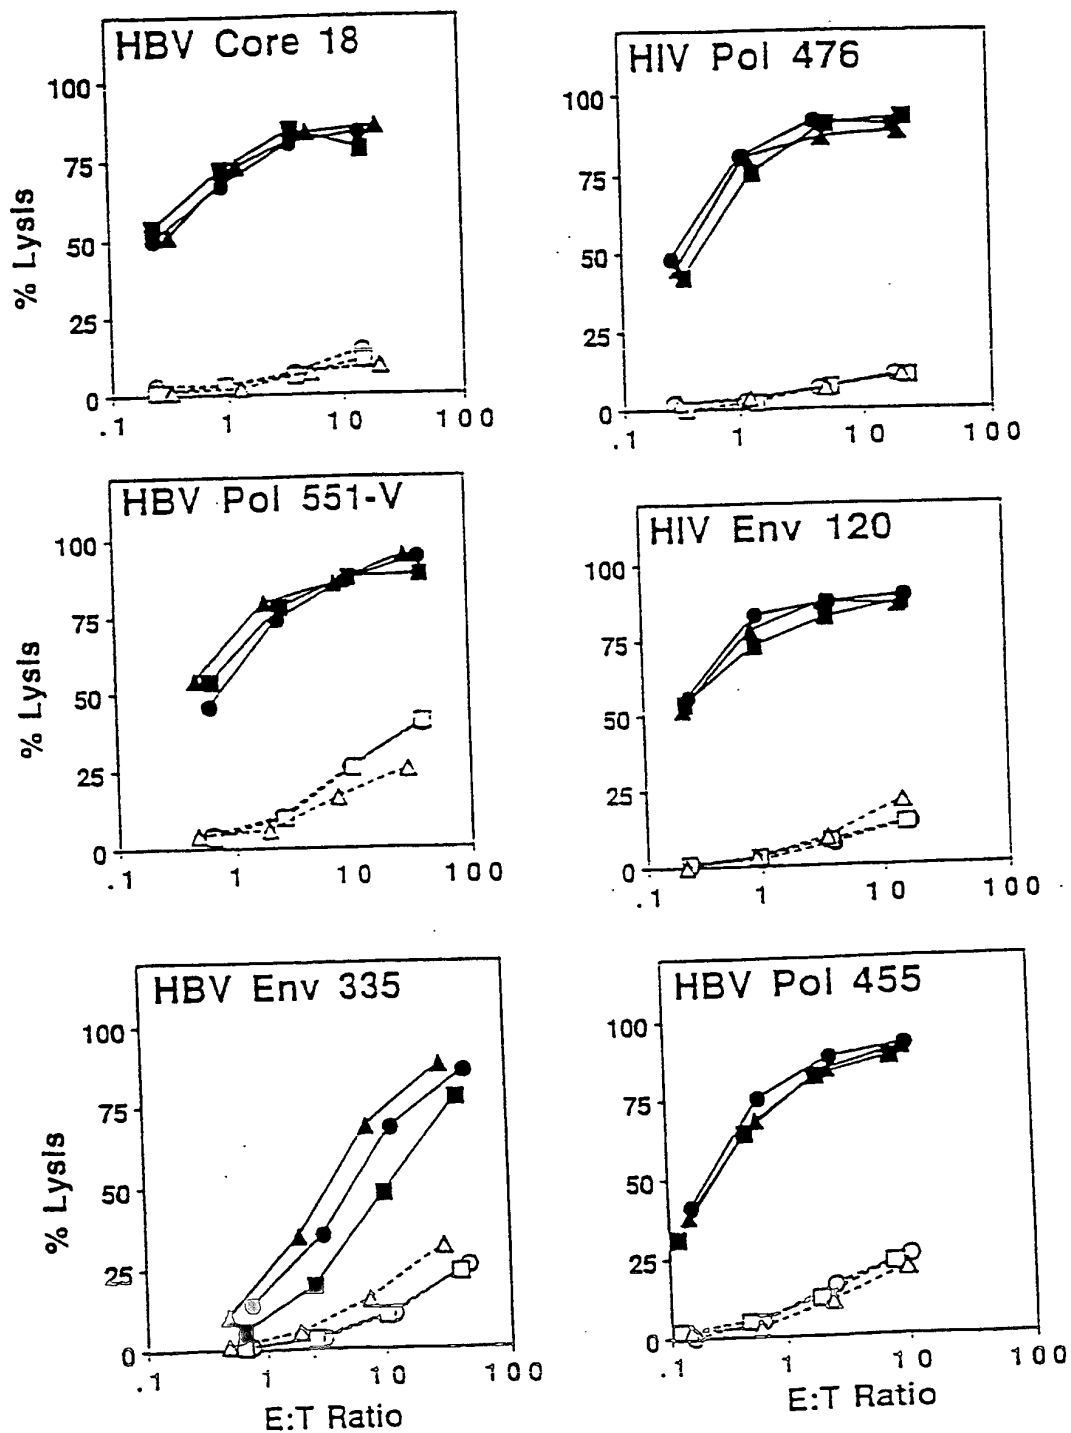 HBV Core 18
100
75
50
25
0
% Lysis
.1 1 10 100
HIV Pol 476
100
75
50
25
0
.1 1 10 100
HBV Pol 551-V
100
75
50
25
0
% Lysis
.1 1 10 100
HIV Env 120
100
75
50
25
0
.1 1 10 100
HBV Env 335
100
75
50
25
0
% Lysis
.1 1 10 100
E:T Ratio
HBV Pol 455
100
75
50
25
0
.1 1 10 100
E:T Ratio